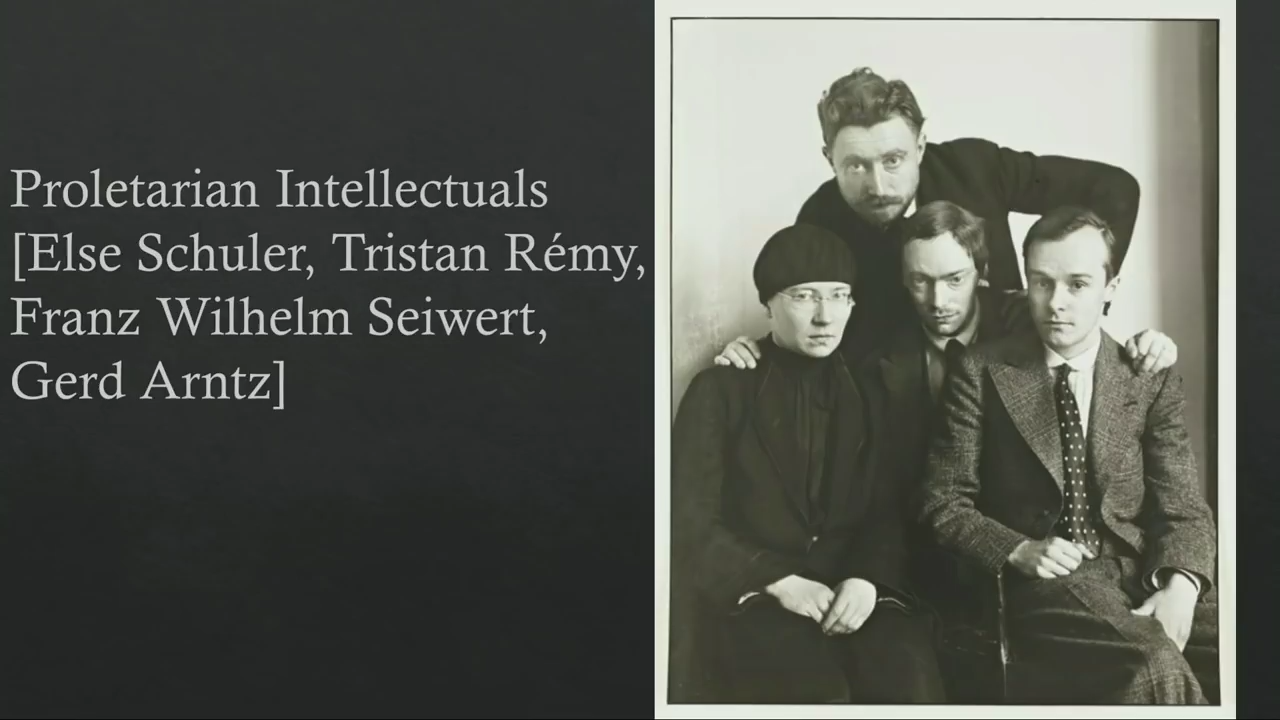 Proletarian Intellectuals
[Else Schuler, Tristan Rémy,
Franz Wilhelm Seiwert,
Gerd Arntz]